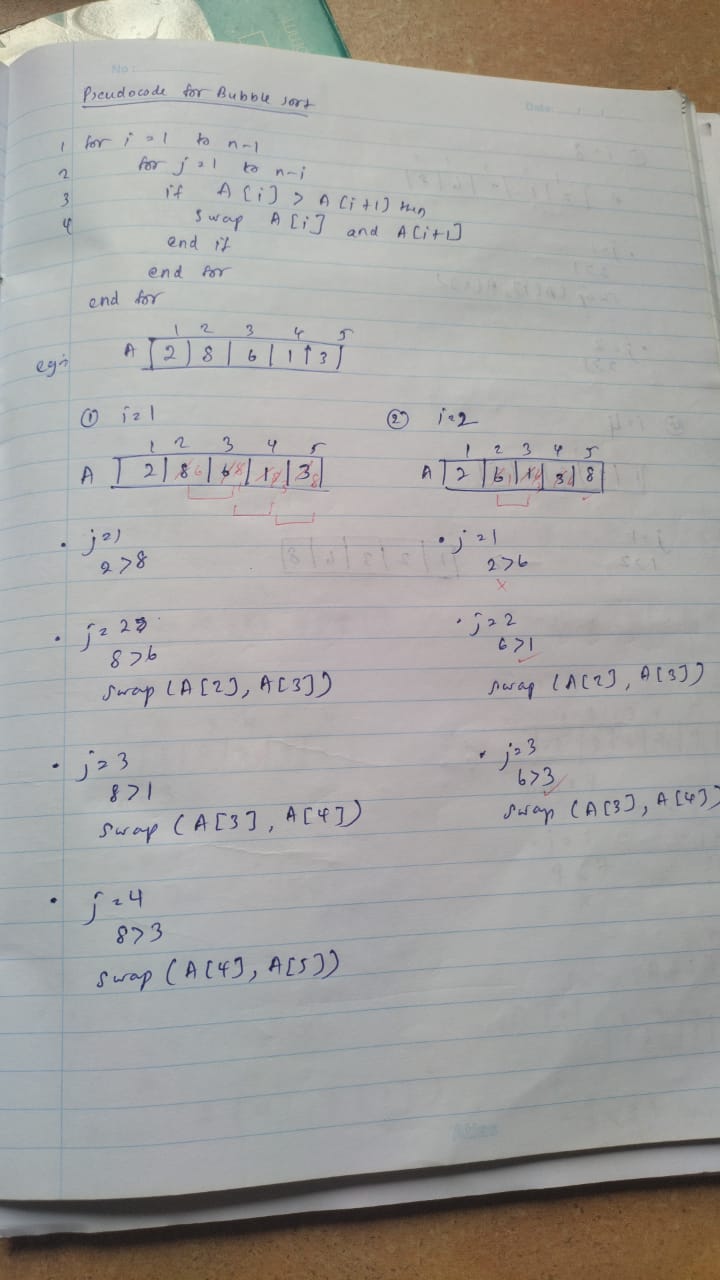 No:
Date:
Pseudocode for Bubble sort
1 for i = 1 to n-1
2 for j = 1 to n-i
3 if A[i] > A[i+1] then
4 swap A[i] and A[i+1]
end if
end for
end for
1 2 3 4 5
eg:- A 2 8 6 1 3
① i=1
1 2 3 4 5
A 2 8 6 6 8 1 8 3 8
• j=1
2>8
• j=2
8>6
swap (A[2], A[3])
• j=3
8>1
swap (A[3], A[4])
• j=4
8>3
swap (A[4], A[5])
② i=2
1 2 3 4 5
A 2 6 1 1 6 3 6 8
• j=1
2>6
x
• j=2
6>1 ✓
swap (A[2], A[3])
• j=3
6>3 ✓
swap (A[3], A[4])
Atlas